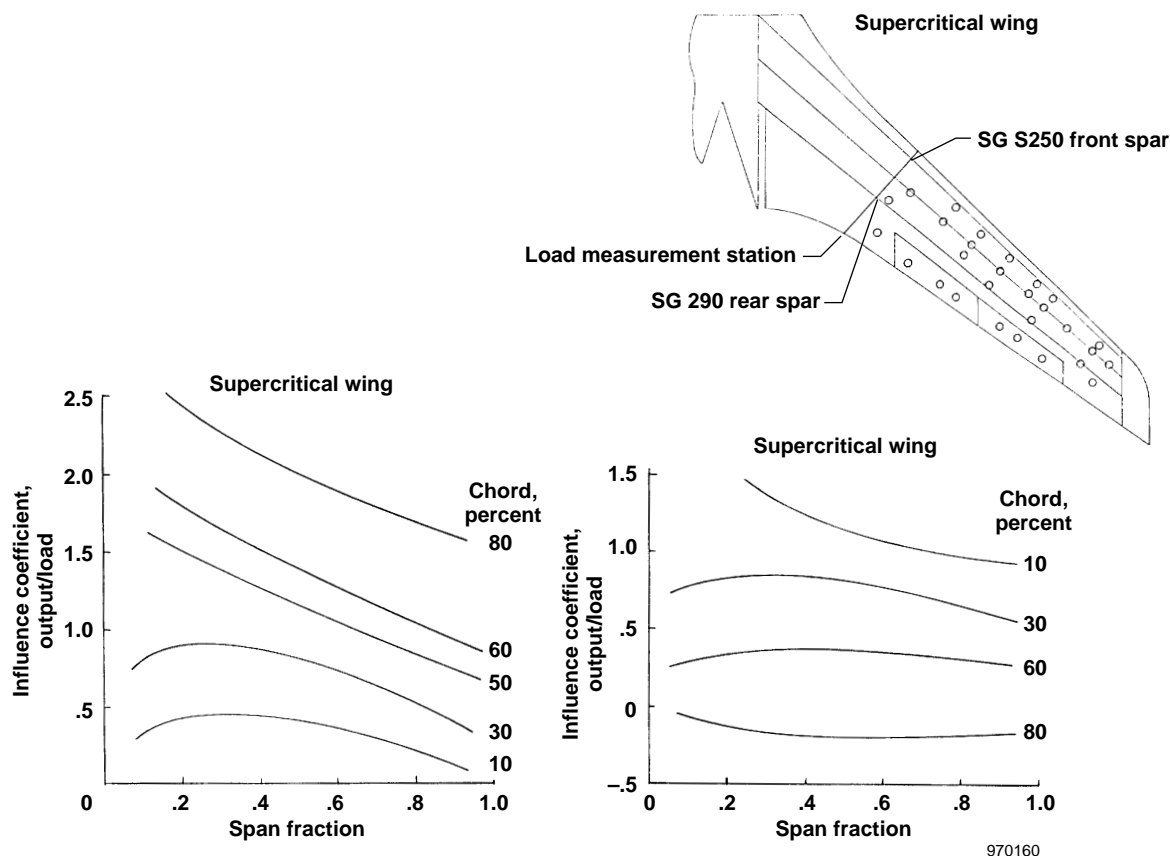 Supercritical wing
SG S250 front spar
Load measurement station
SG 290 rear spar
Supercritical wing
2.5
2.0
1.5
1.0
.5
0
Influence coefficient,
output/load
Chord,
percent
80
60
50
30
10
.2
.4
.6
.8
1.0
Span fraction
Supercritical wing
1.5
1.0
.5
0
–.5
Influence coefficient,
output/load
Chord,
percent
10
30
60
80
0
.2
.4
.6
.8
1.0
Span fraction
970160